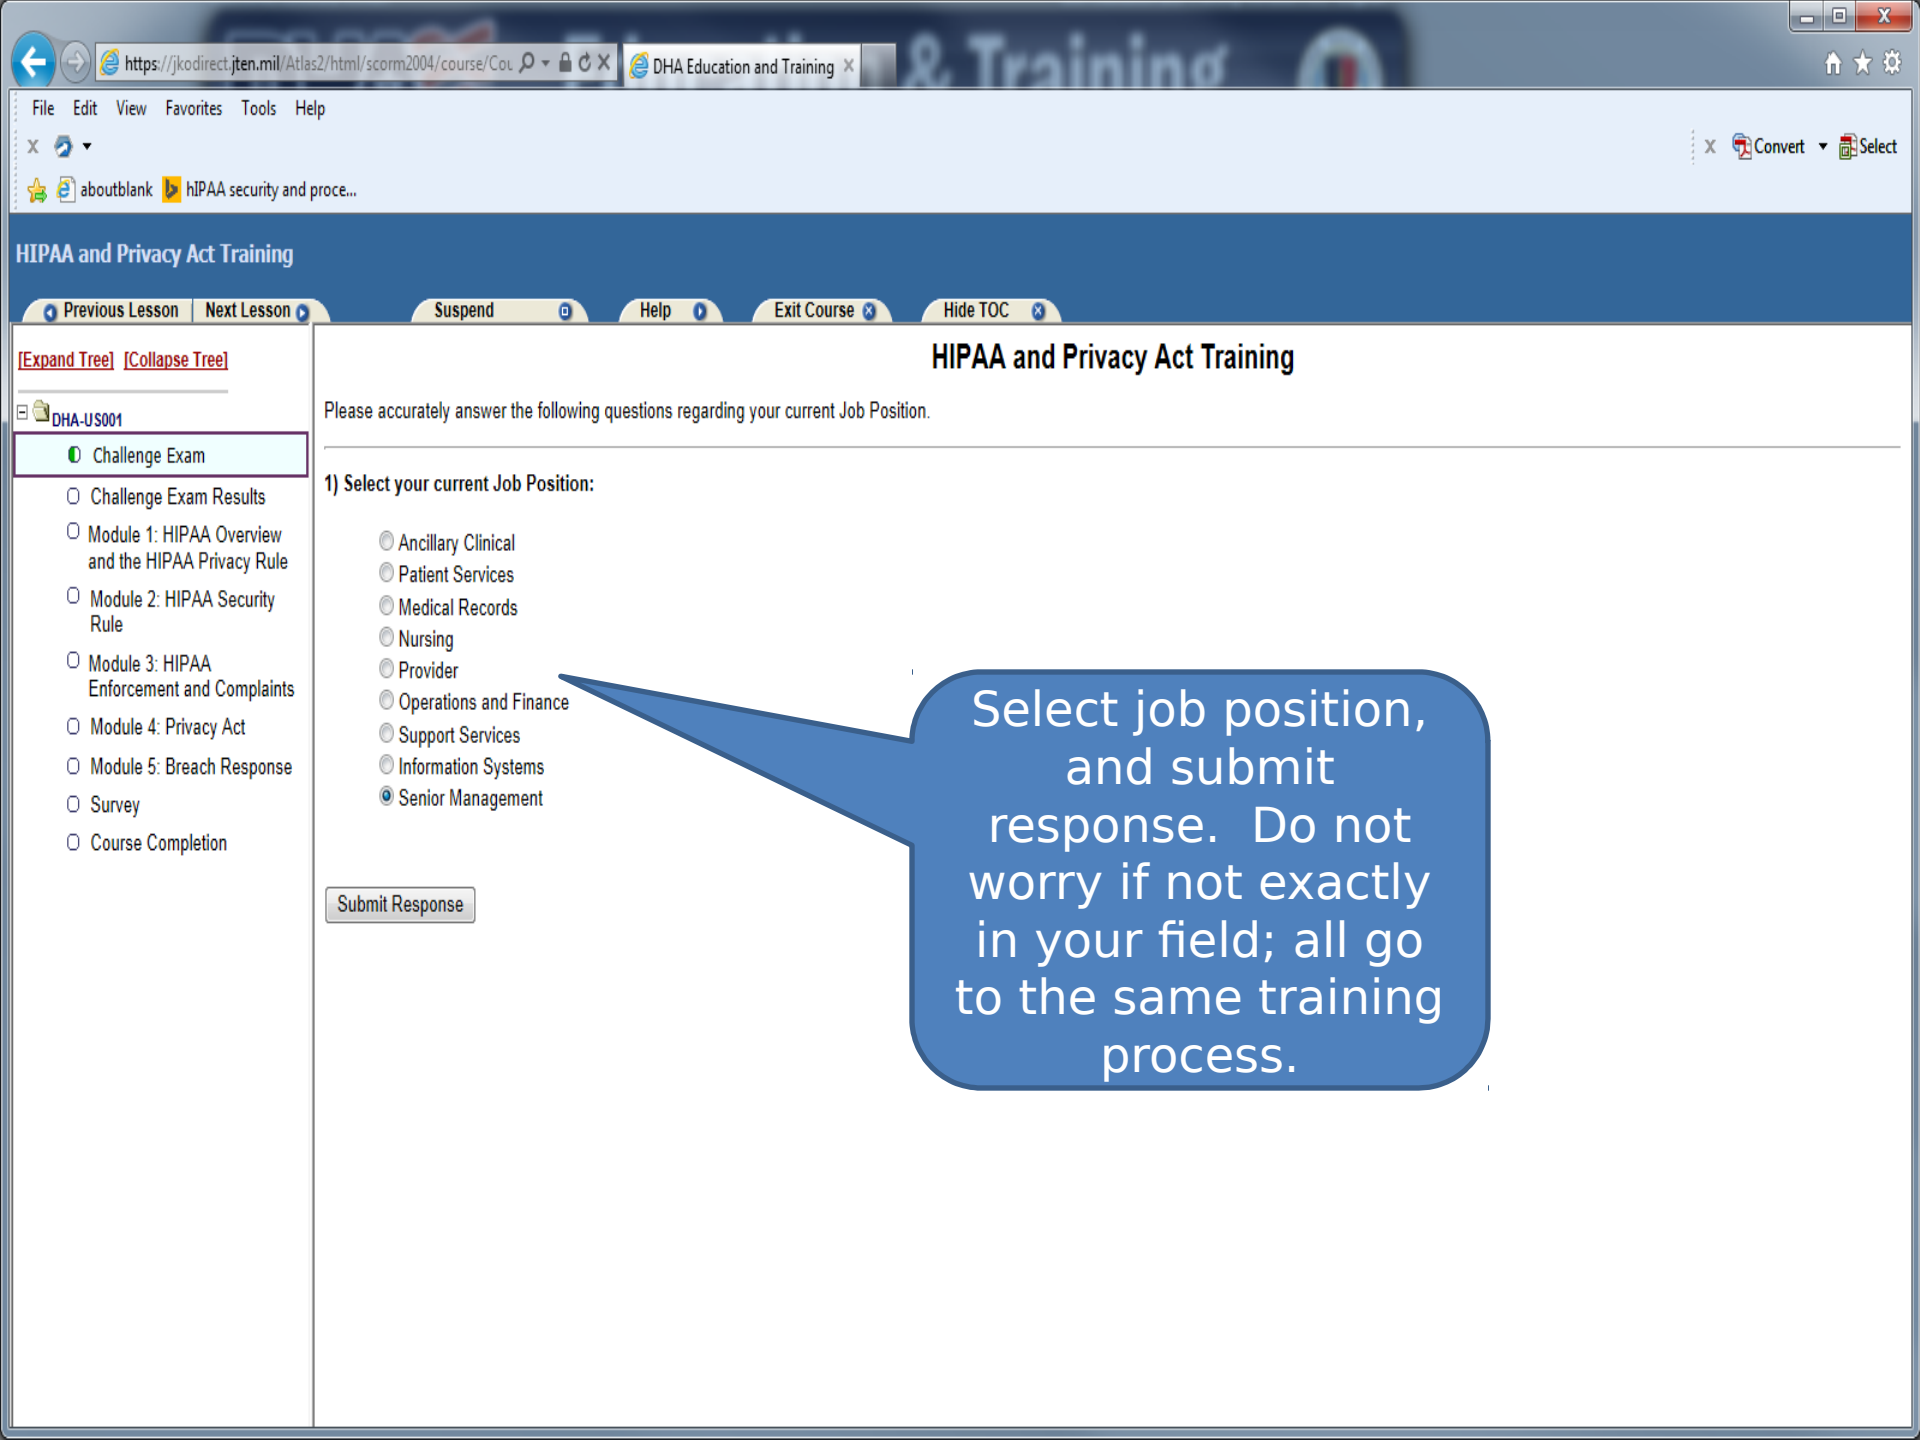 Education & Training
https://jkodirect.jten.mil/Atlas2/html/scorm2004/course/Cou
DHA Education and Training
File Edit View Favorites Tools Help
Convert Select
aboutblank hIPAA security and proce...
HIPAA and Privacy Act Training
Previous Lesson Next Lesson Suspend Help Exit Course Hide TOC
[Expand Tree] [Collapse Tree]
DHA-US001
Challenge Exam
Challenge Exam Results
Module 1: HIPAA Overview
and the HIPAA Privacy Rule
Module 2: HIPAA Security
Rule
Module 3: HIPAA
Enforcement and Complaints
Module 4: Privacy Act
Module 5: Breach Response
Survey
Course Completion
HIPAA and Privacy Act Training
Please accurately answer the following questions regarding your current Job Position.
1) Select your current Job Position:
Ancillary Clinical
Patient Services
Medical Records
Nursing
Provider
Operations and Finance
Support Services
Information Systems
Senior Management
Submit Response
Select job position,
and submit
response.  Do not
worry if not exactly
in your field; all go
to the same training
process.